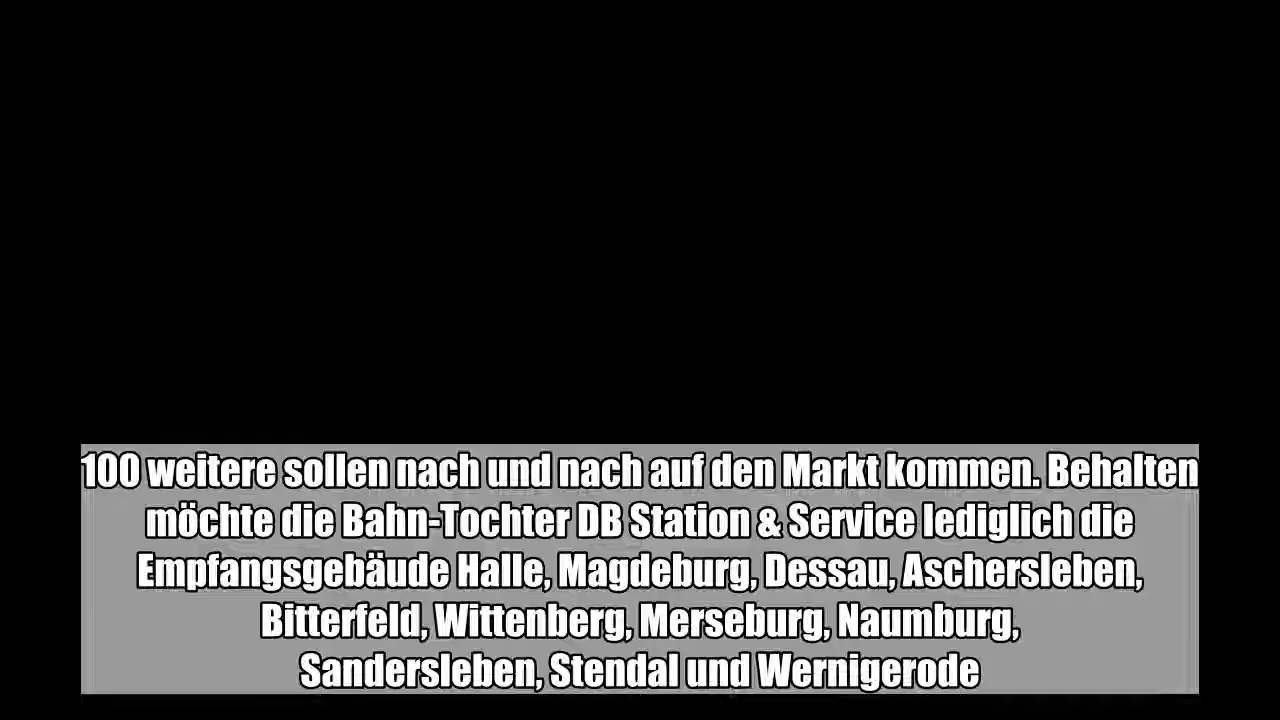 100 weitere sollen nach und nach auf den Markt kommen. Behalten
möchte die Bahn-Tochter DB Station & Service lediglich die
Empfangsgebäude Halle, Magdeburg, Dessau, Aschersleben,
Bitterfeld, Wittenberg, Merseburg, Naumburg,
Sandersleben, Stendal und Wernigerode